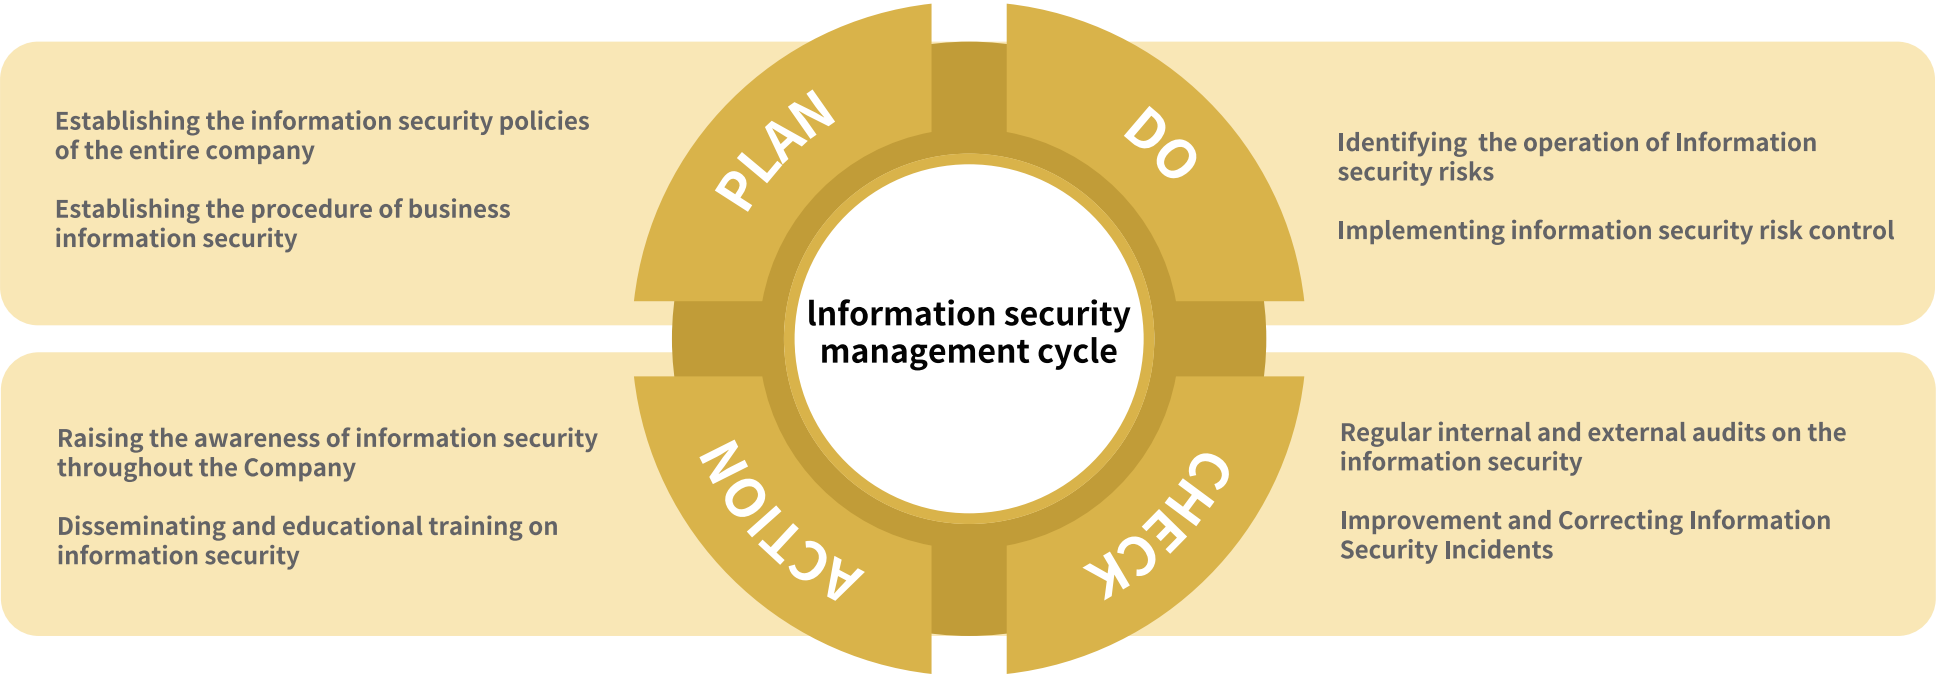 Establishing the information security policies
of the entire company
Establishing the procedure of business
information security
PLAN
DO
Identifying the operation of Information
security risks
Implementing information security risk control
Information security
management cycle
Raising the awareness of information security
throughout the Company
Disseminating and educational training on
information security
ACTION
CHECK
Regular internal and external audits on the
information security
Improvement and Correcting Information
Security Incidents